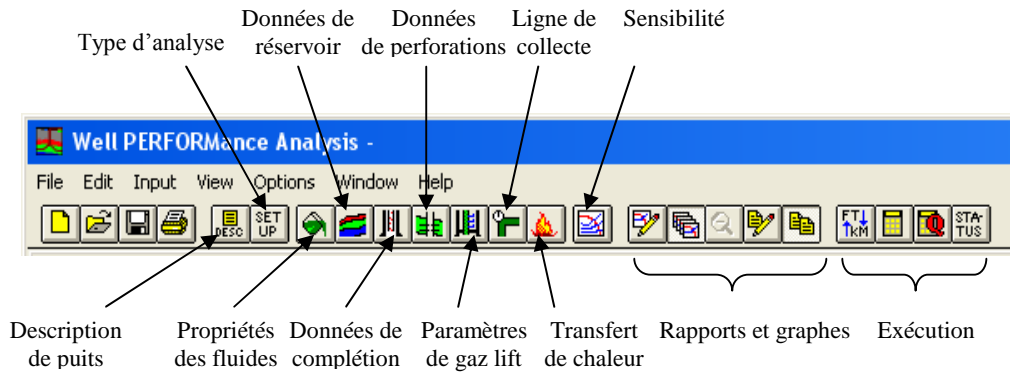 Données de réservoir
Données de perforations
Ligne de collecte
Sensibilité
Type d'analyse
Well PERFORMance Analysis -
File Edit Input View Options Window Help
DESC
SET UP
FT KM
STA-TUS
Description de puits
Propriétés des fluides
Données de complétion
Paramètres de gaz lift
Transfert de chaleur
Rapports et graphes
Exécution